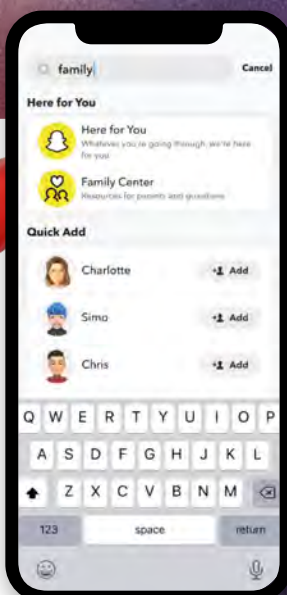 family
Cancel
Here for You
Here for You
Whatever you're going through, we're here
for you
Family Center
Resources for parents and guardians
Quick Add
Charlotte
Add
Simo
Add
Chris
Add
Q W E R T Y U I O P
A S D F G H J K L
Z X C V B N M
123
space
return